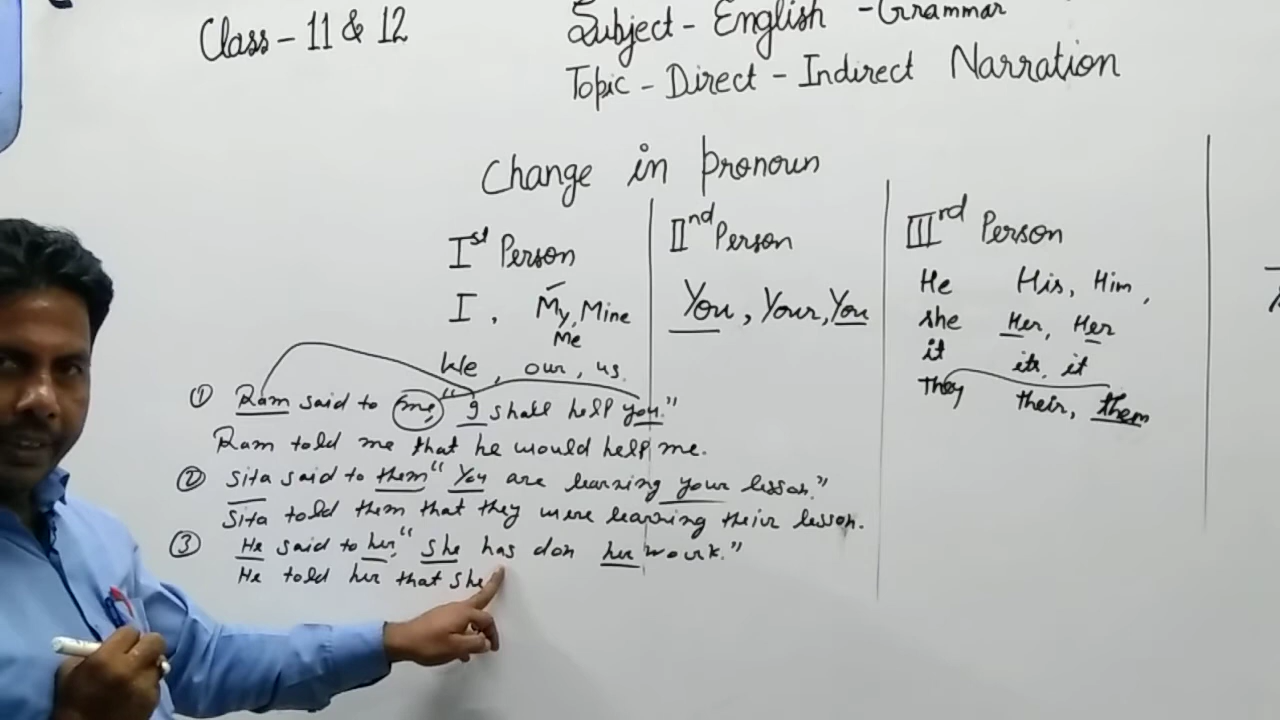 Class - 11 & 12
Subject - English - Grammar
Topic - Direct - Indirect Narration
Change in pronoun
Ist Person
I, My, Mine
Me
We, our, us.
IInd Person
You, Your, You
IIIrd Person
He His, Him,
she Her, Her
it its, it
They their, them
① Ram said to me, "I shall help you."
Ram told me that he would help me.
② Sita said to them "You are learning your lesson."
Sita told them that they were learning their lesson.
③ He said to her, "She has don her work."
He told her that she